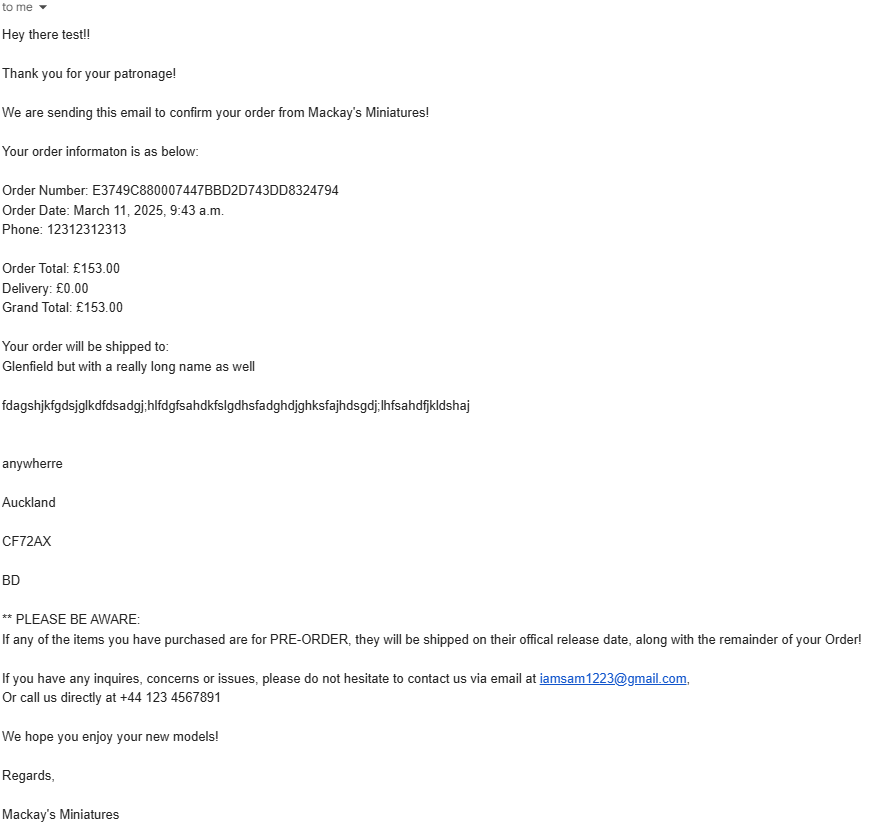 to me
Hey there test!!
Thank you for your patronage!
We are sending this email to confirm your order from Mackay's Miniatures!
Your order informaton is as below:
Order Number: E3749C880007447BBD2D743DD8324794
Order Date: March 11, 2025, 9:43 a.m.
Phone: 12312312313
Order Total: £153.00
Delivery: £0.00
Grand Total: £153.00
Your order will be shipped to:
Glenfield but with a really long name as well
fdagshjkfgdsjglkdfdsadgj;hlfdgfsahdkfslgdhsfadghdjghksfajhdsgdj;lhfsahdfjkldshaj
anywherre
Auckland
CF72AX
BD
** PLEASE BE AWARE:
If any of the items you have purchased are for PRE-ORDER, they will be shipped on their offical release date, along with the remainder of your Order!
If you have any inquires, concerns or issues, please do not hesitate to contact us via email at iamsam1223@gmail.com,
Or call us directly at +44 123 4567891
We hope you enjoy your new models!
Regards,
Mackay's Miniatures